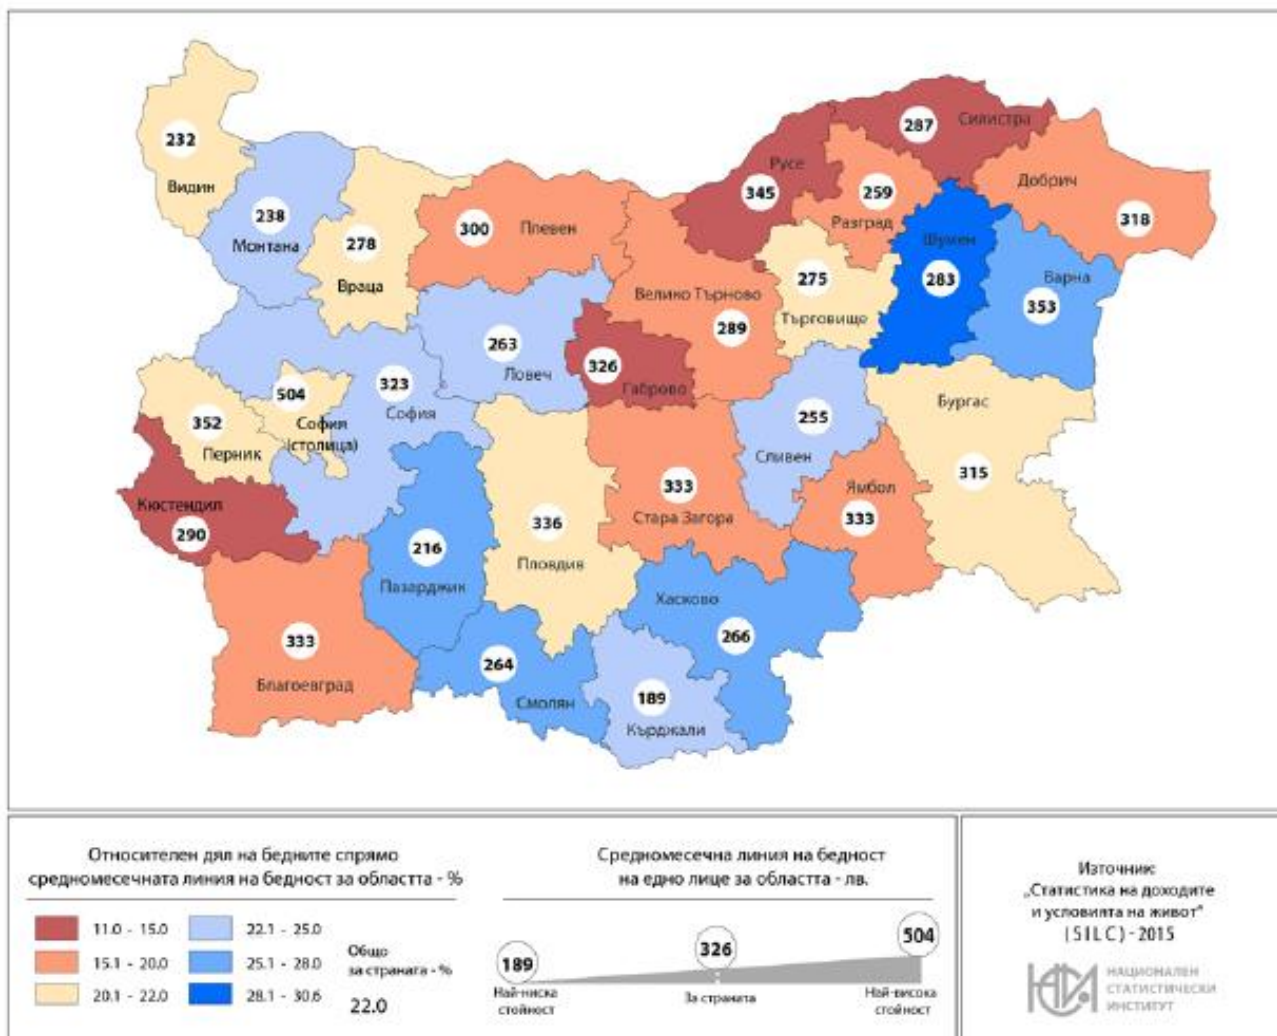 232
Видин
238
Монтана
278
Враца
300
Плевен
Русе
345
287
Силистра
259
Разград
Добрич
318
Шумен
283
Варна
353
275
Търговище
Велико Търново
289
263
Ловеч
326
Габрово
504
София
(столица)
323
София
352
Перник
Кюстендил
290
255
Сливен
Бургас
315
Ямбол
333
333
Стара Загора
336
Пловдив
216
Пазарджик
333
Благоевград
Хасково
266
264
Смолян
189
Кърджали
Относителен дял на бедните спрямо
средномесечната линия на бедност за областта - %
11.0 - 15.0
15.1 - 20.0
20.1 - 22.0
22.1 - 25.0
25.1 - 28.0
28.1 - 30.6
Общо
за страната - %
22.0
Средномесечна линия на бедност
на едно лице за областта - лв.
189
Най-ниска
стойност
326
За страната
504
Най-висока
стойност
Източник:
„Статистика на доходите
и условията на живот“
(SILC) - 2015
НСИ
НАЦИОНАЛЕН
СТАТИСТИЧЕСКИ
ИНСТИТУТ